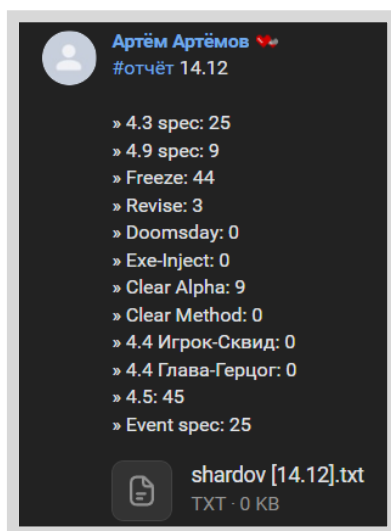 Артём Артёмов
#отчёт 14.12
» 4.3 spec: 25
» 4.9 spec: 9
» Freeze: 44
» Revise: 3
» Doomsday: 0
» Exe-Inject: 0
» Clear Alpha: 9
» Clear Method: 0
» 4.4 Игрок-Сквид: 0
» 4.4 Глава-Герцог: 0
» 4.5: 45
» Event spec: 25
shardov [14.12].txt
TXT · 0 KB